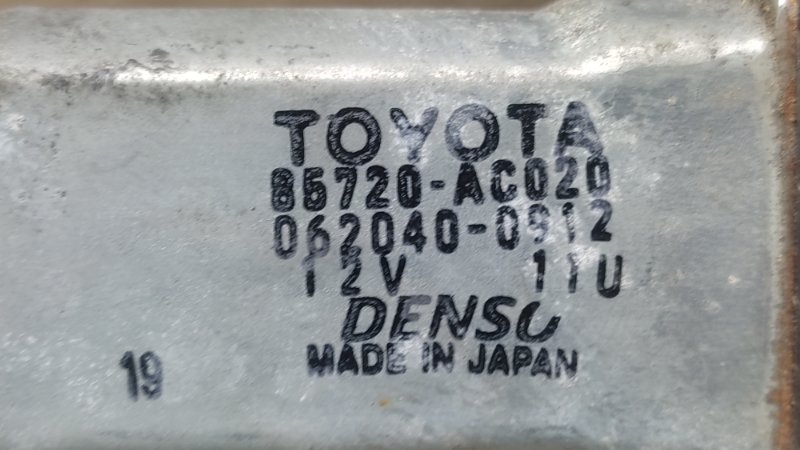 TOYOTA
85720-AC020
062040-0912
12V 11U
DENSO
MADE IN JAPAN
19